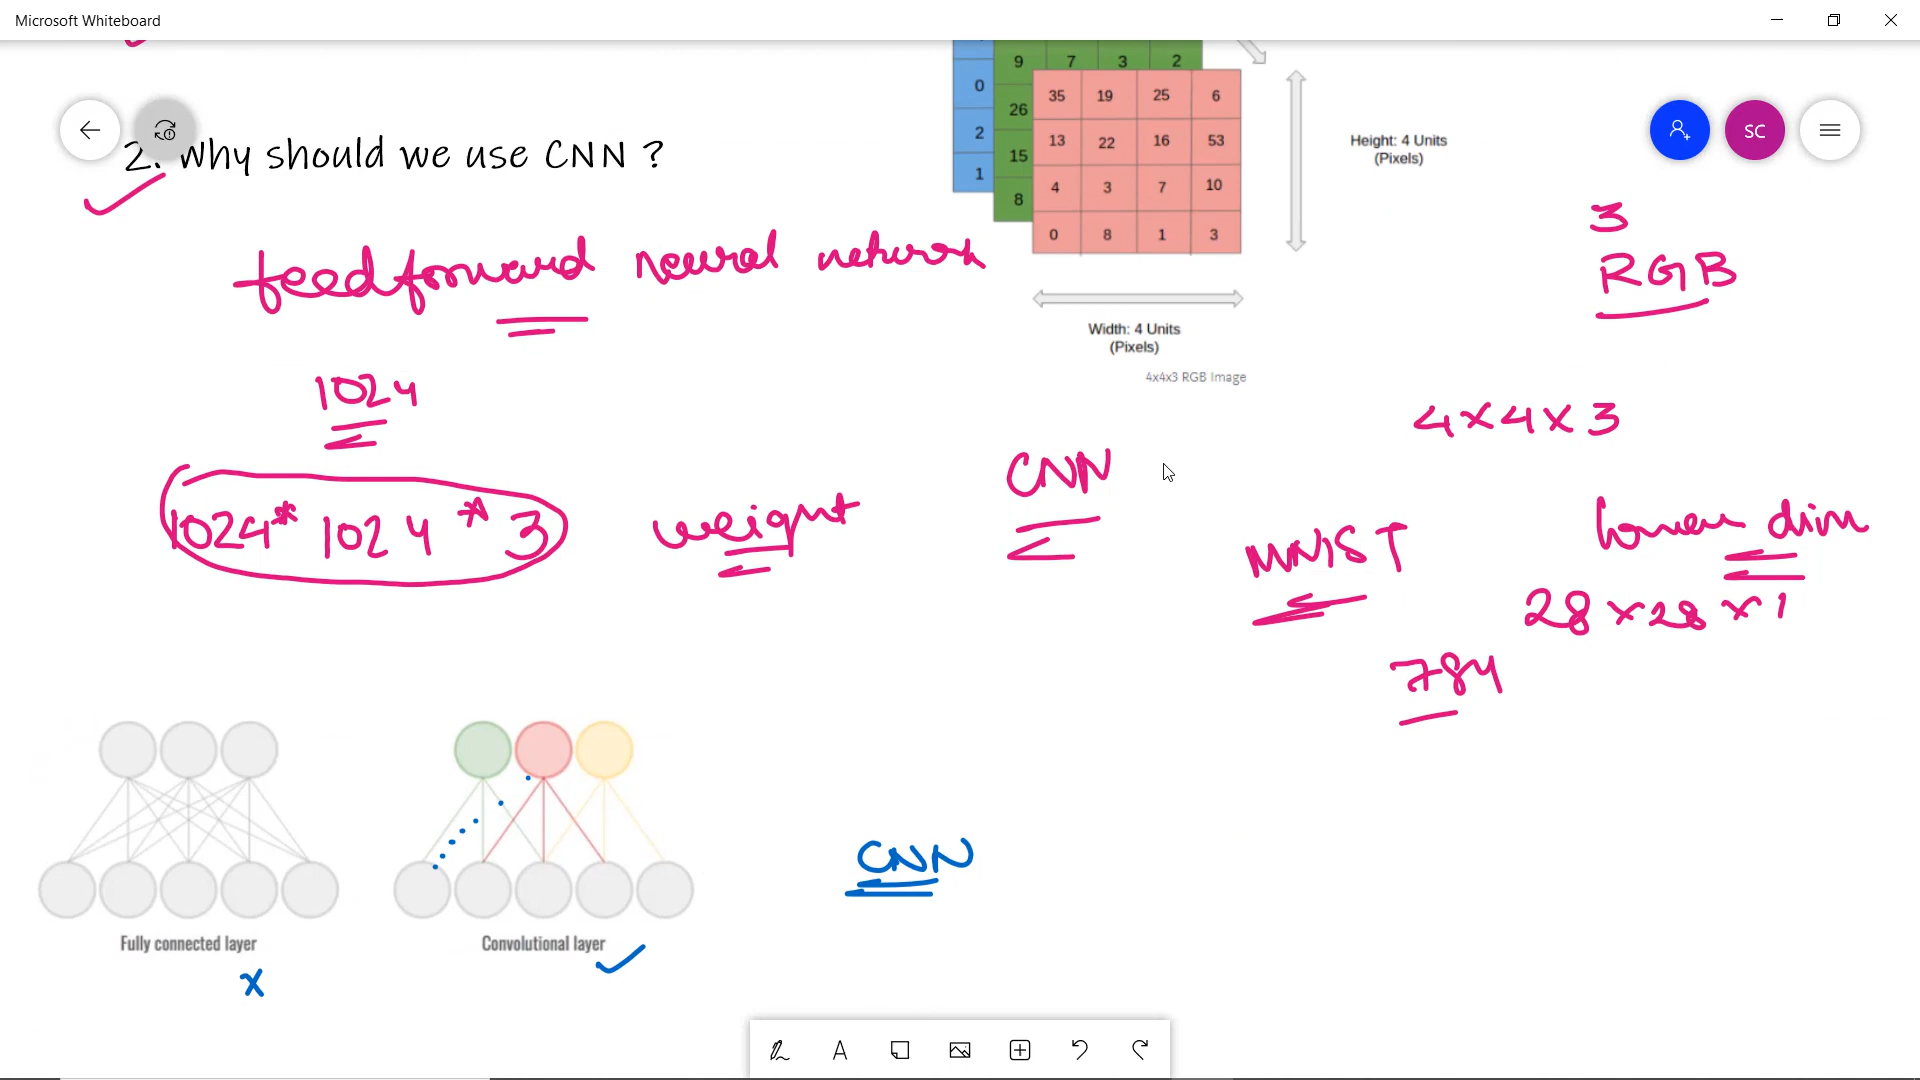 Microsoft Whiteboard
9 7 3 2
0 26 35 19 25 6
2 15 13 22 16 53
1 8 4 3 7 10
0 8 1 3
Height: 4 Units
(Pixels)
Width: 4 Units
(Pixels)
4x4x3 RGB Image
SC
2. Why should we use CNN ?
feedforward neural network
3
RGB
1024
4x4x3
1024* 1024 * 3
weight
CNN
MNIST
lower dim
28 x 28 x 1
784
Fully connected layer
x
Convolutional layer
CNN